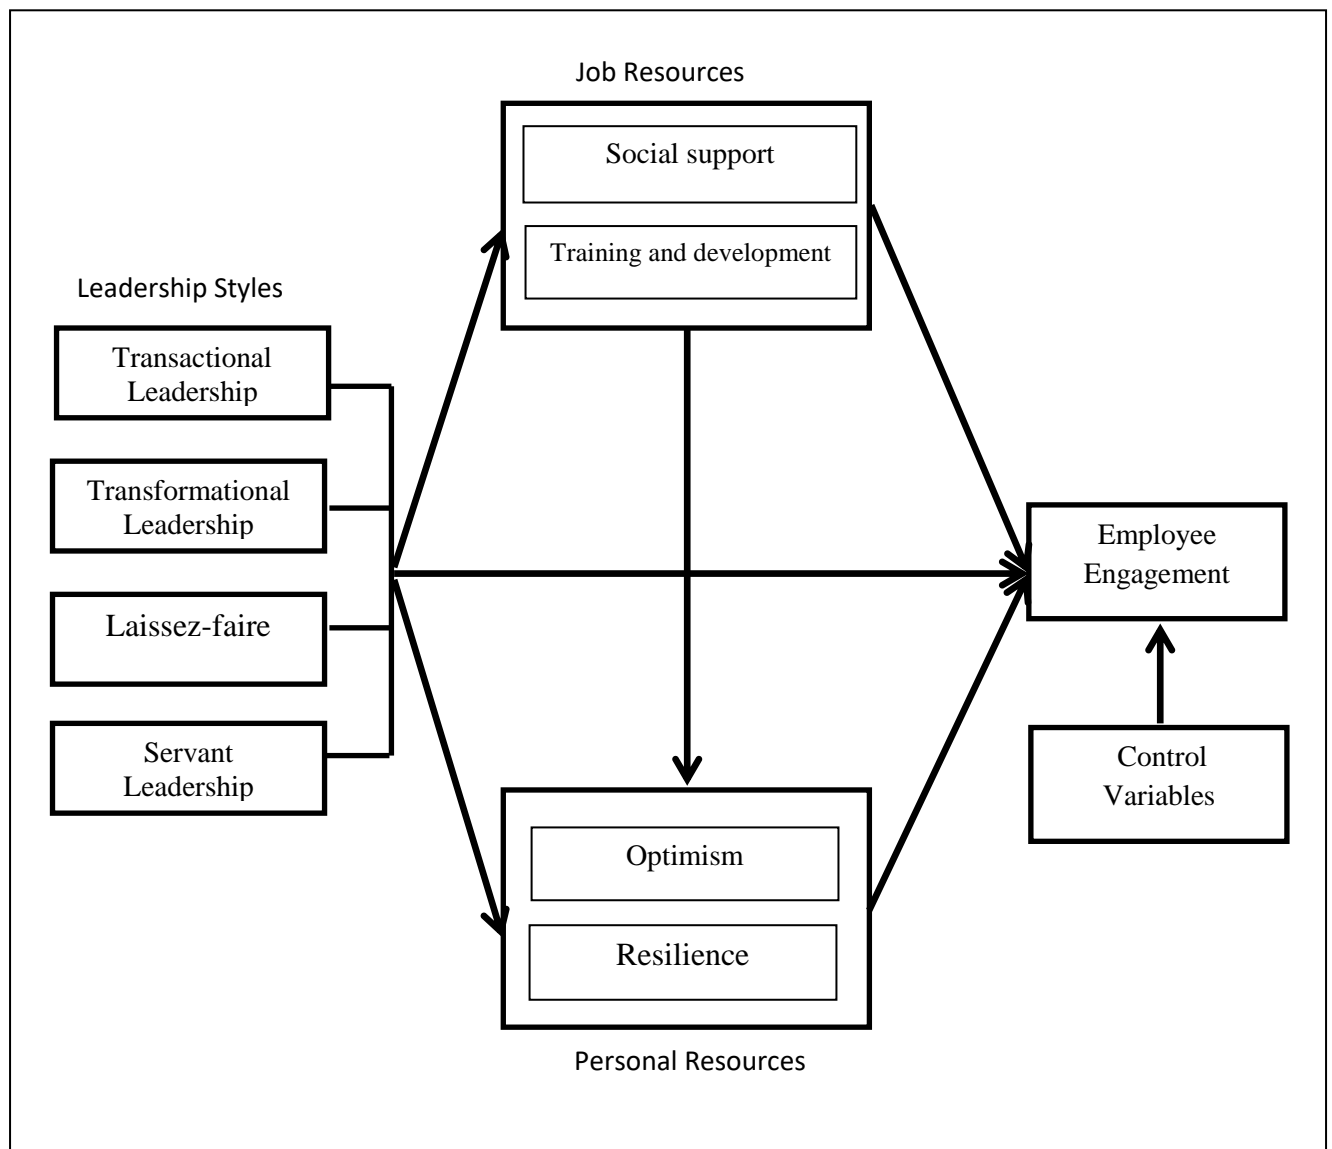 Job Resources
Social support
Training and development
Leadership Styles
Transactional
Leadership
Transformational
Leadership
Laissez-faire
Servant
Leadership
Employee
Engagement
Control
Variables
Optimism
Resilience
Personal Resources